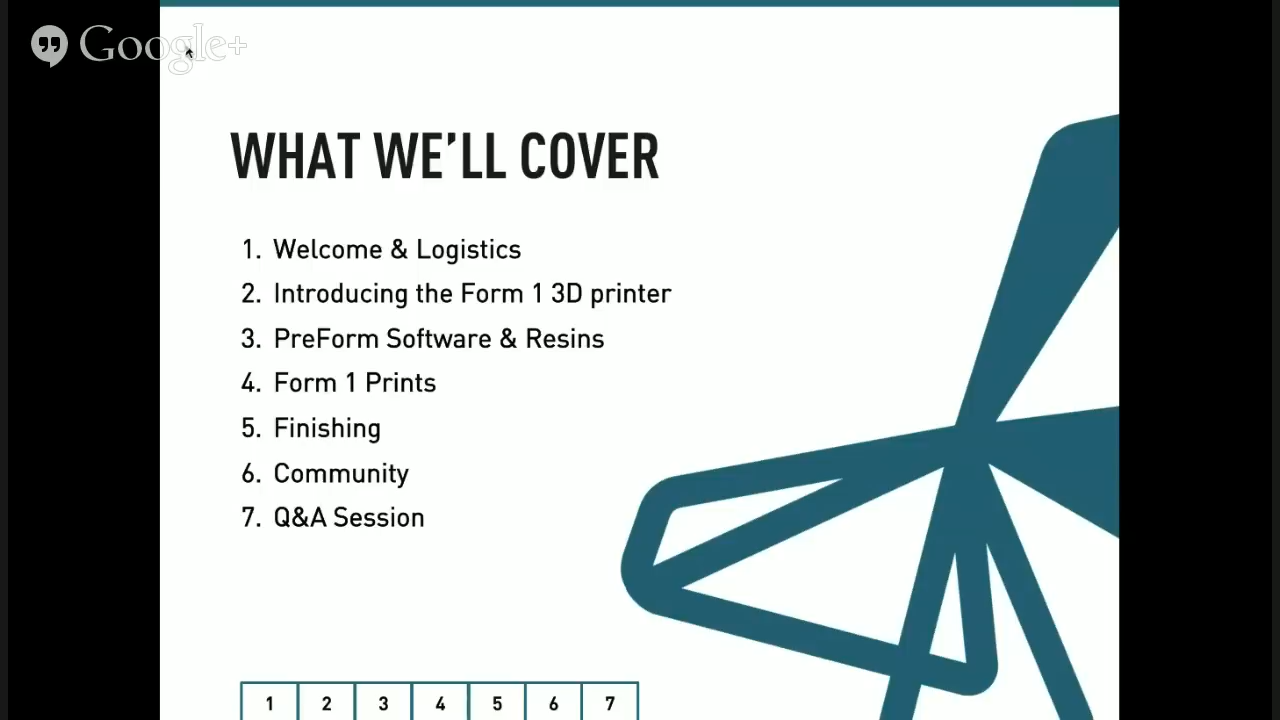 Google+
WHAT WE'LL COVER
1. Welcome & Logistics
2. Introducing the Form 1 3D printer
3. PreForm Software & Resins
4. Form 1 Prints
5. Finishing
6. Community
7. Q&A Session
1 2 3 4 5 6 7